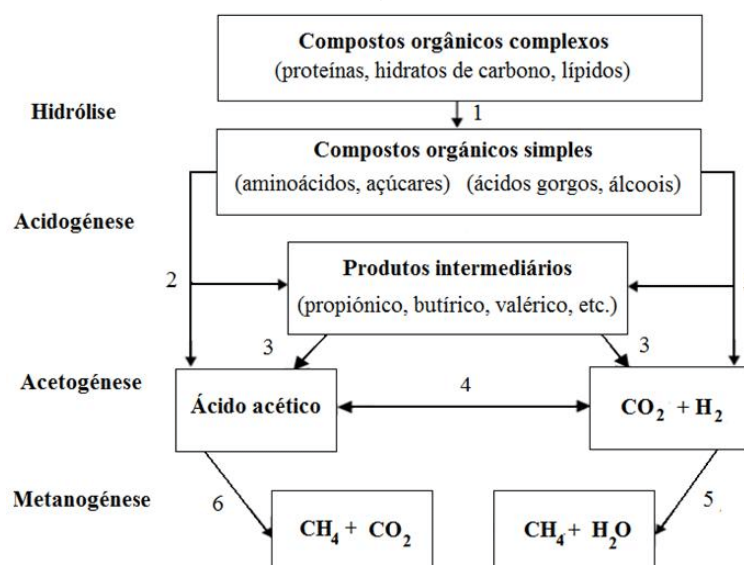 Compostos orgânicos complexos
(proteínas, hidratos de carbono, lípidos)
Hidrólise
1
Compostos orgánicos simples
(aminoácidos, açúcares) (ácidos gorgos, álcoois)
Acidogénese
2
Produtos intermediários
(propiónico, butírico, valérico, etc.)
3
3
Acetogénese
Ácido acético
4
CO₂ + H₂
Metanogénese
6
5
CH₄ + CO₂
CH₄ + H₂O